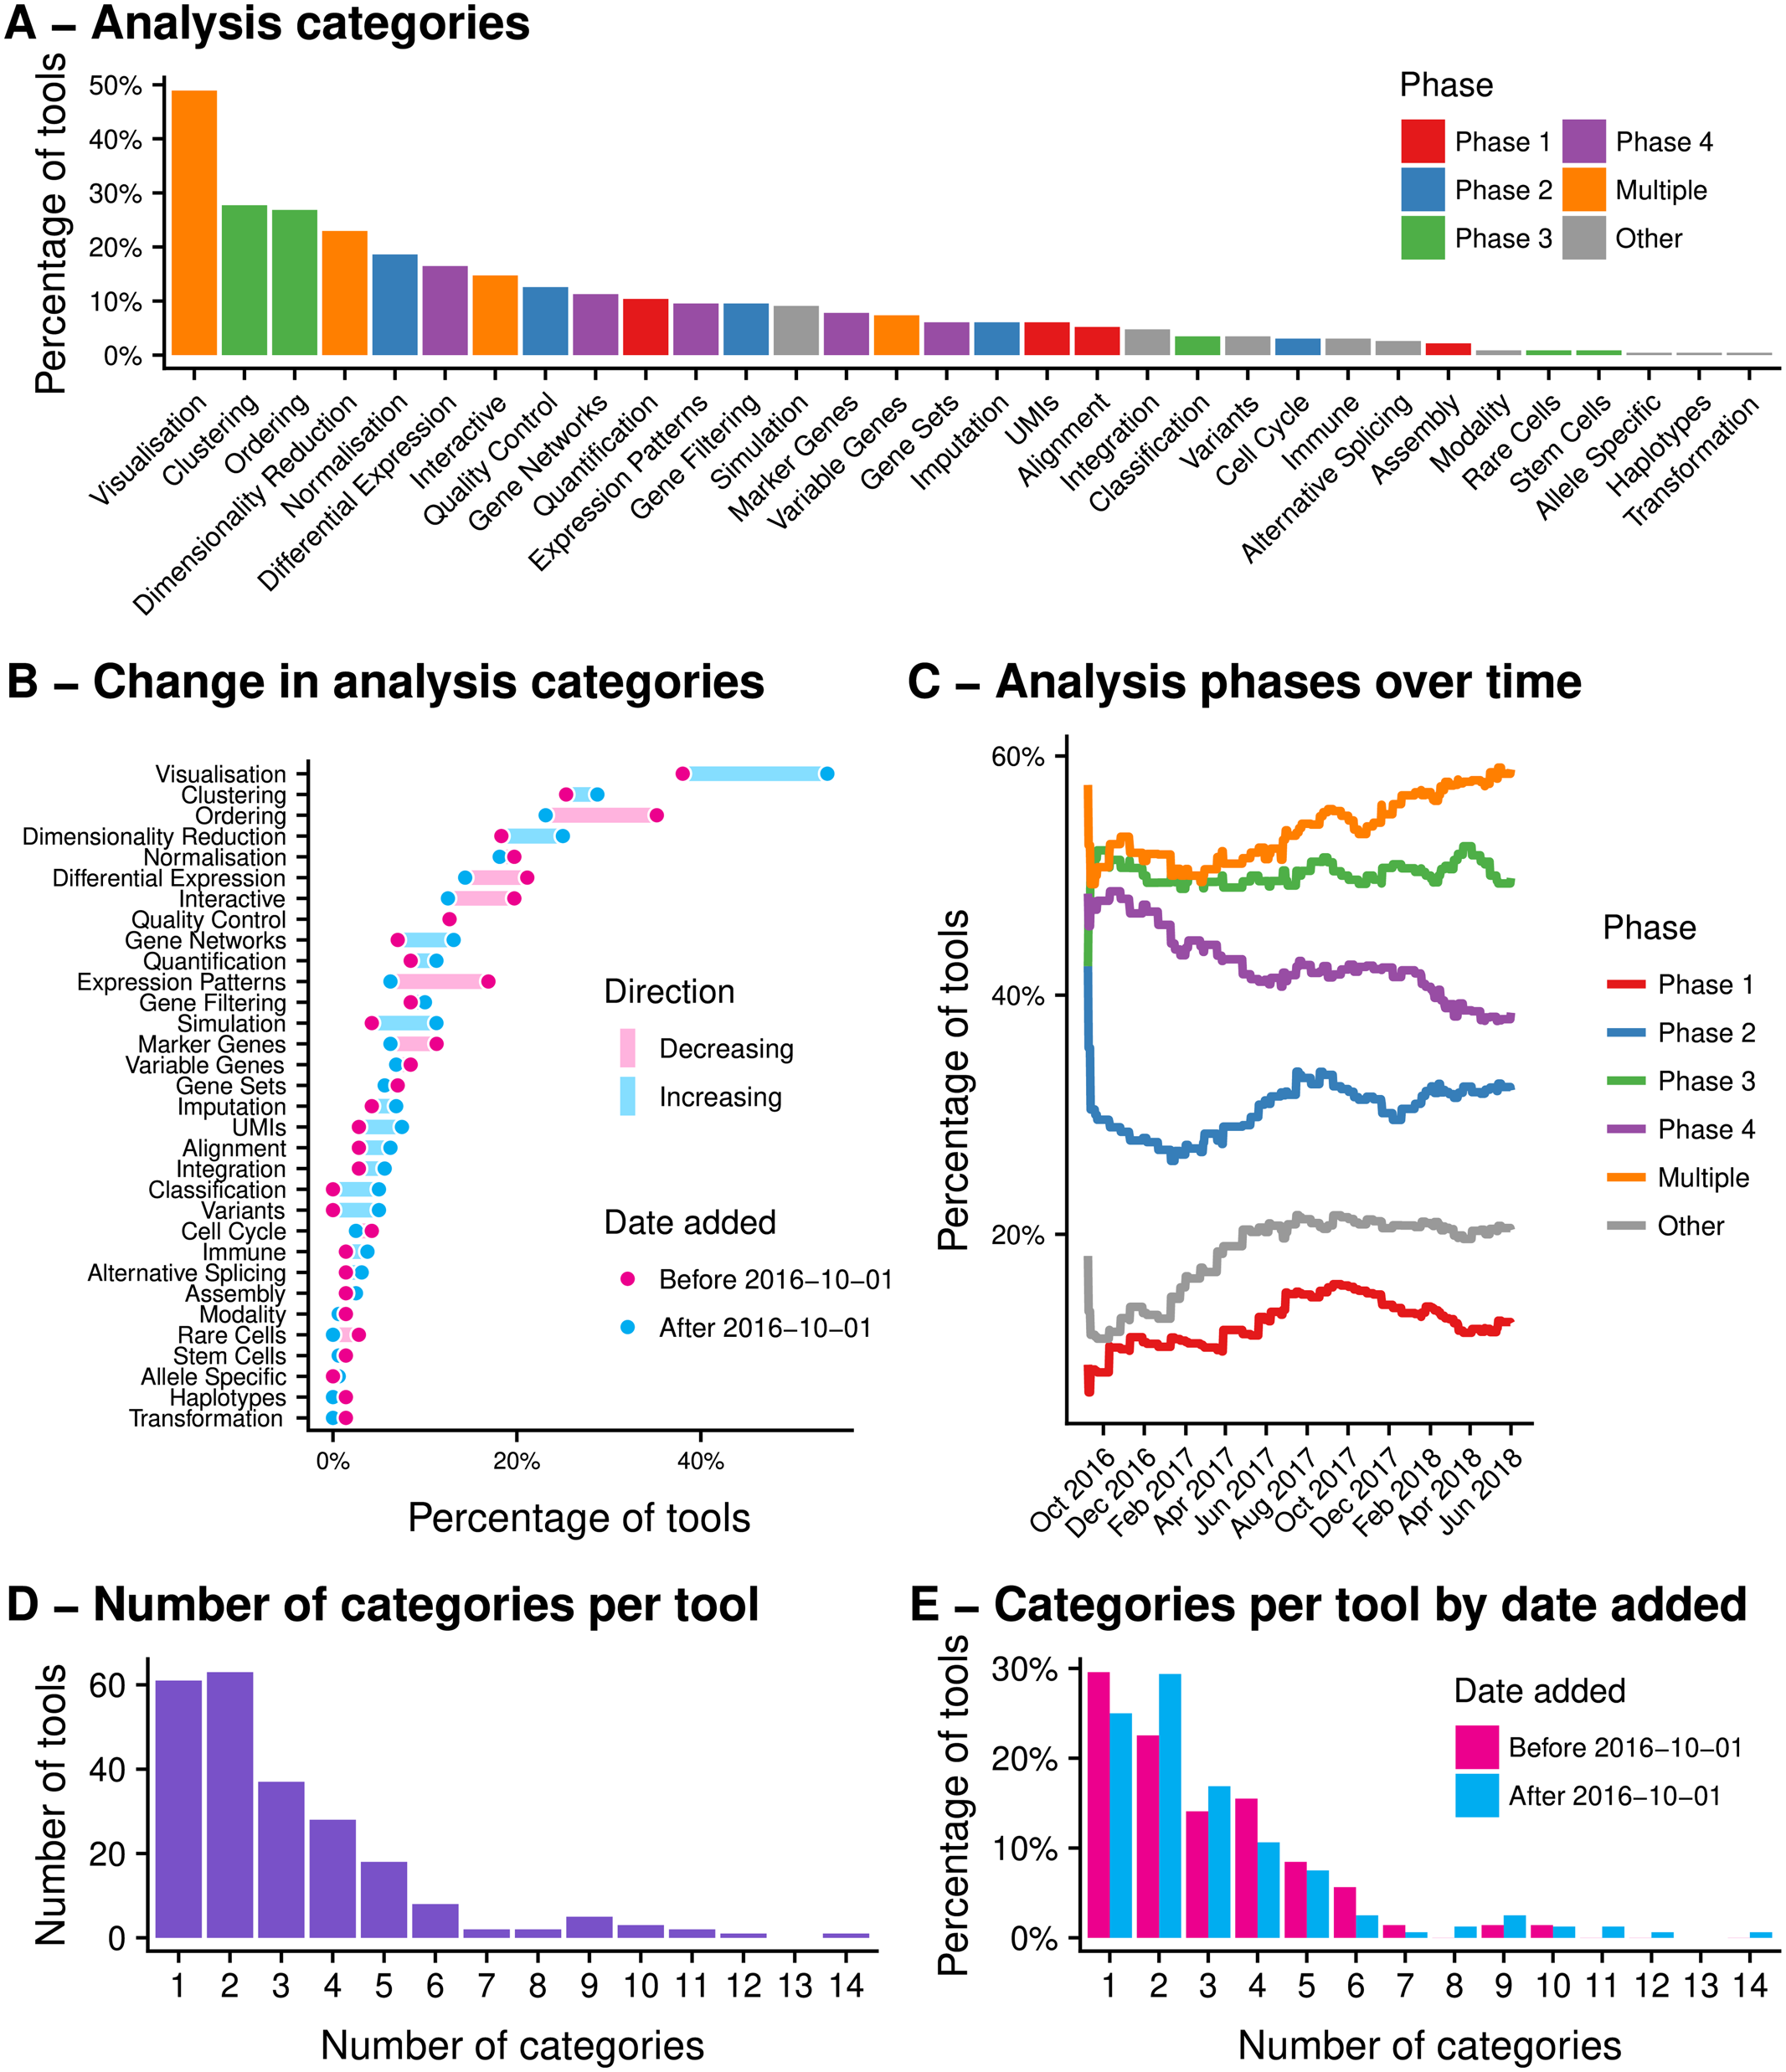 A – Analysis categories
Percentage of tools
50%
40%
30%
20%
10%
0%
Phase
Phase 1
Phase 2
Phase 3
Phase 4
Multiple
Other
Visualisation
Clustering
Ordering
Dimensionality Reduction
Normalisation
Differential Expression
Interactive
Quality Control
Gene Networks
Quantification
Expression Patterns
Gene Filtering
Simulation
Marker Genes
Variable Genes
Gene Sets
Imputation
UMIs
Alignment
Integration
Classification
Variants
Cell Cycle
Immune
Alternative Splicing
Assembly
Modality
Rare Cells
Stem Cells
Allele Specific
Haplotypes
Transformation
B – Change in analysis categories
Visualisation
Clustering
Ordering
Dimensionality Reduction
Normalisation
Differential Expression
Interactive
Quality Control
Gene Networks
Quantification
Expression Patterns
Gene Filtering
Simulation
Marker Genes
Variable Genes
Gene Sets
Imputation
UMIs
Alignment
Integration
Classification
Variants
Cell Cycle
Immune
Alternative Splicing
Assembly
Modality
Rare Cells
Stem Cells
Allele Specific
Haplotypes
Transformation
Direction
Decreasing
Increasing
Date added
Before 2016−10−01
After 2016−10−01
0%
20%
40%
Percentage of tools
C – Analysis phases over time
Percentage of tools
60%
40%
20%
Phase
Phase 1
Phase 2
Phase 3
Phase 4
Multiple
Other
Oct 2016
Dec 2016
Feb 2017
Apr 2017
Jun 2017
Aug 2017
Oct 2017
Dec 2017
Feb 2018
Apr 2018
Jun 2018
D – Number of categories per tool
Number of tools
60
40
20
0
1 2 3 4 5 6 7 8 9 10 11 12 13 14
Number of categories
E – Categories per tool by date added
Percentage of tools
30%
20%
10%
0%
Date added
Before 2016−10−01
After 2016−10−01
1 2 3 4 5 6 7 8 9 10 11 12 13 14
Number of categories